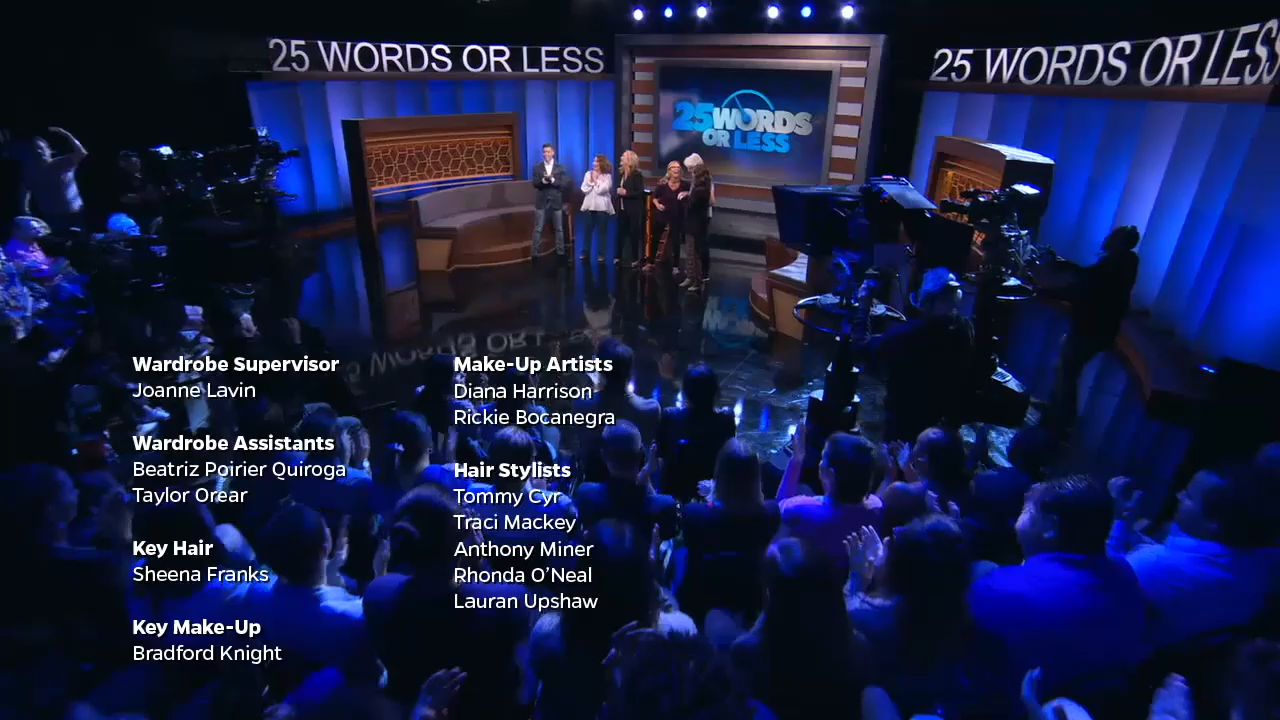 25 WORDS OR LESS
25 WORDS OR LESS
25 WORDS
OR LESS
Wardrobe Supervisor
Joanne Lavin
Wardrobe Assistants
Beatriz Poirier Quiroga
Taylor Orear
Key Hair
Sheena Franks
Key Make-Up
Bradford Knight
Make-Up Artists
Diana Harrison
Rickie Bocanegra
Hair Stylists
Tommy Cyr
Traci Mackey
Anthony Miner
Rhonda O’Neal
Lauran Upshaw